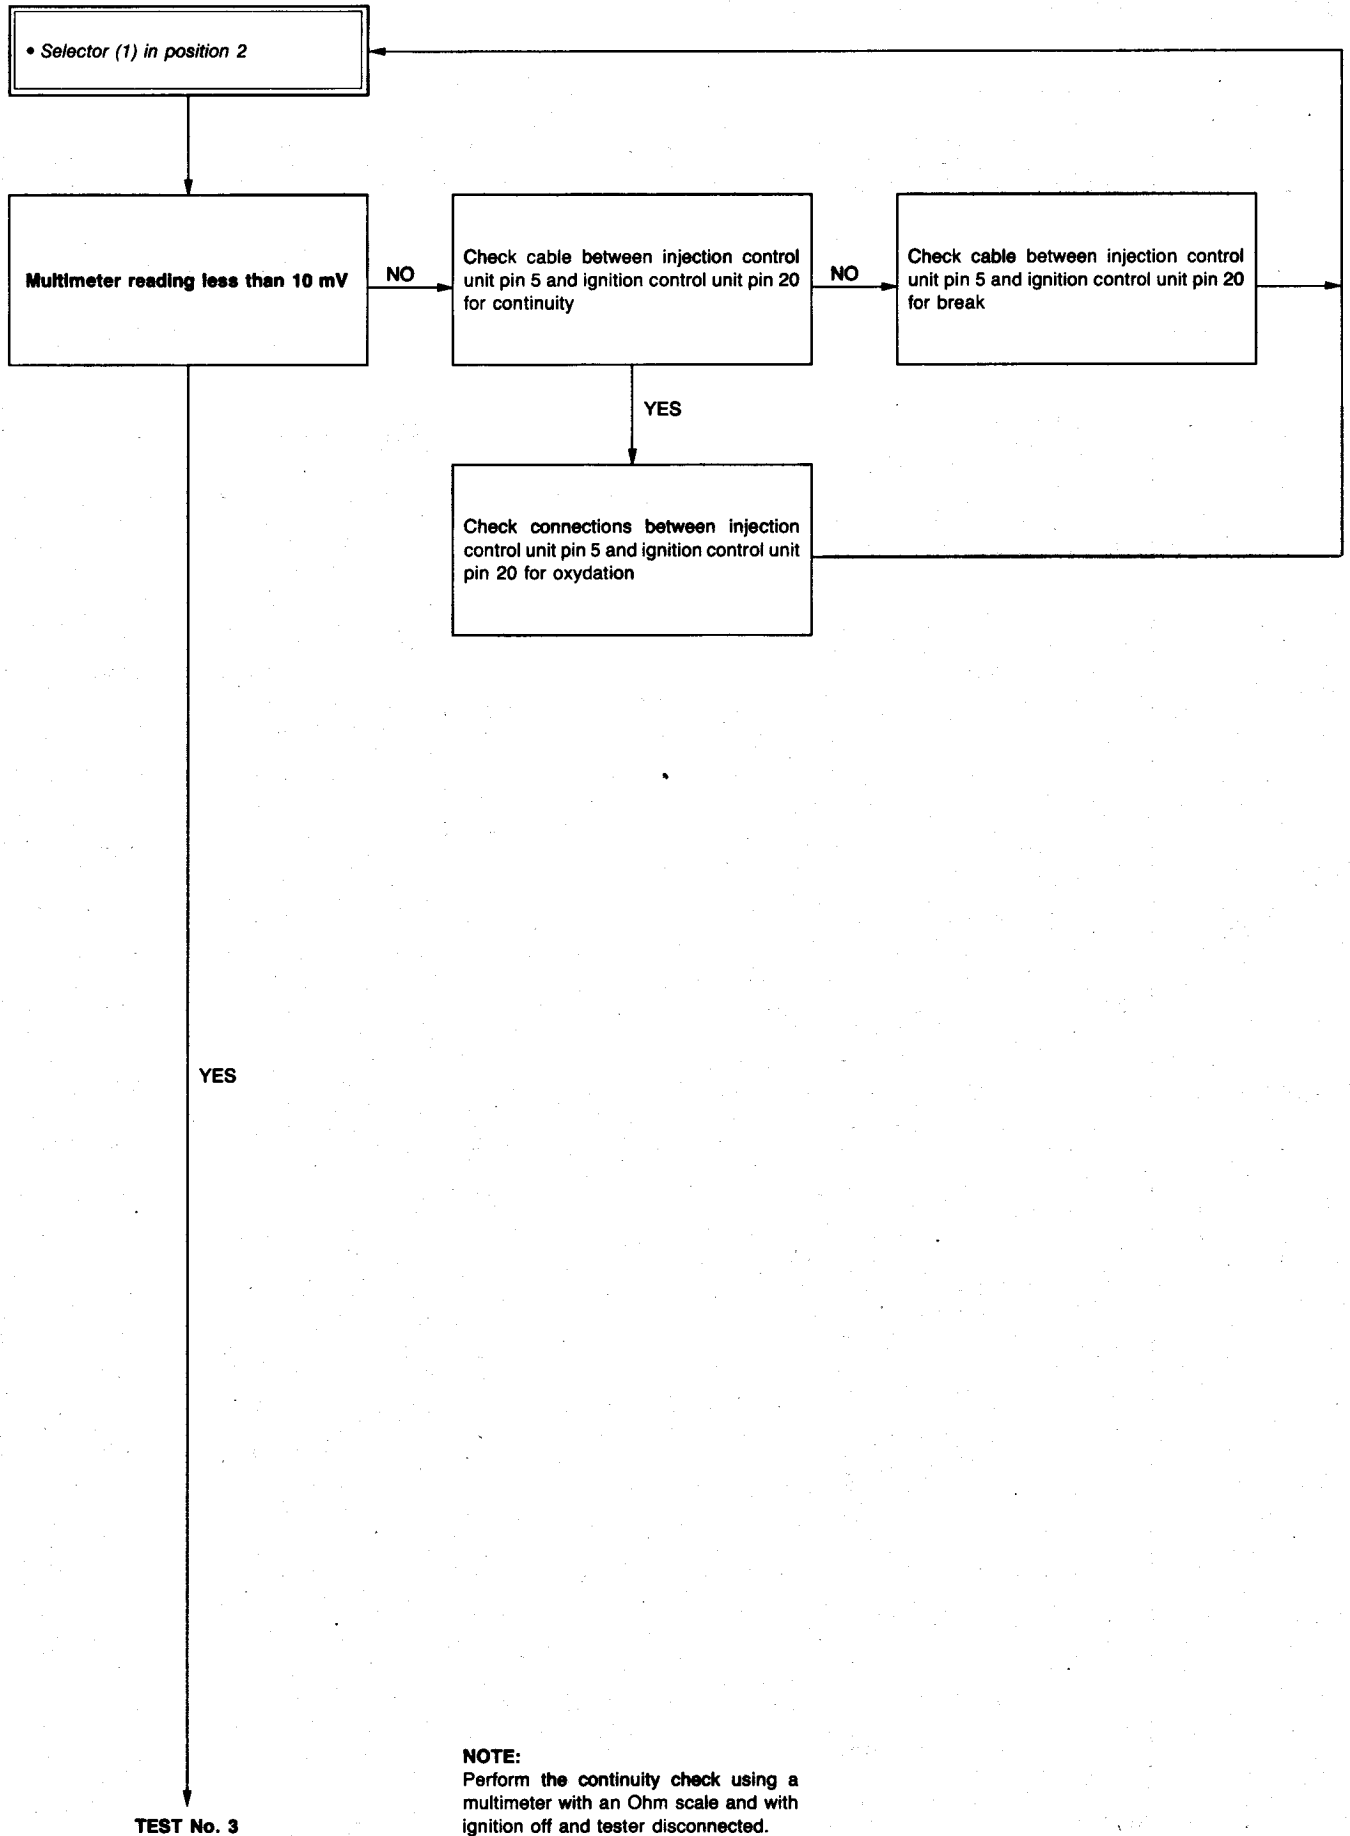 • Selector (1) in position 2
Multimeter reading less than 10 mV
NO
Check cable between injection control
unit pin 5 and ignition control unit pin 20
for continuity
NO
Check cable between injection control
unit pin 5 and ignition control unit pin 20
for break
YES
Check connections between injection
control unit pin 5 and ignition control unit
pin 20 for oxydation
YES
TEST No. 3
NOTE:
Perform the continuity check using a
multimeter with an Ohm scale and with
ignition off and tester disconnected.